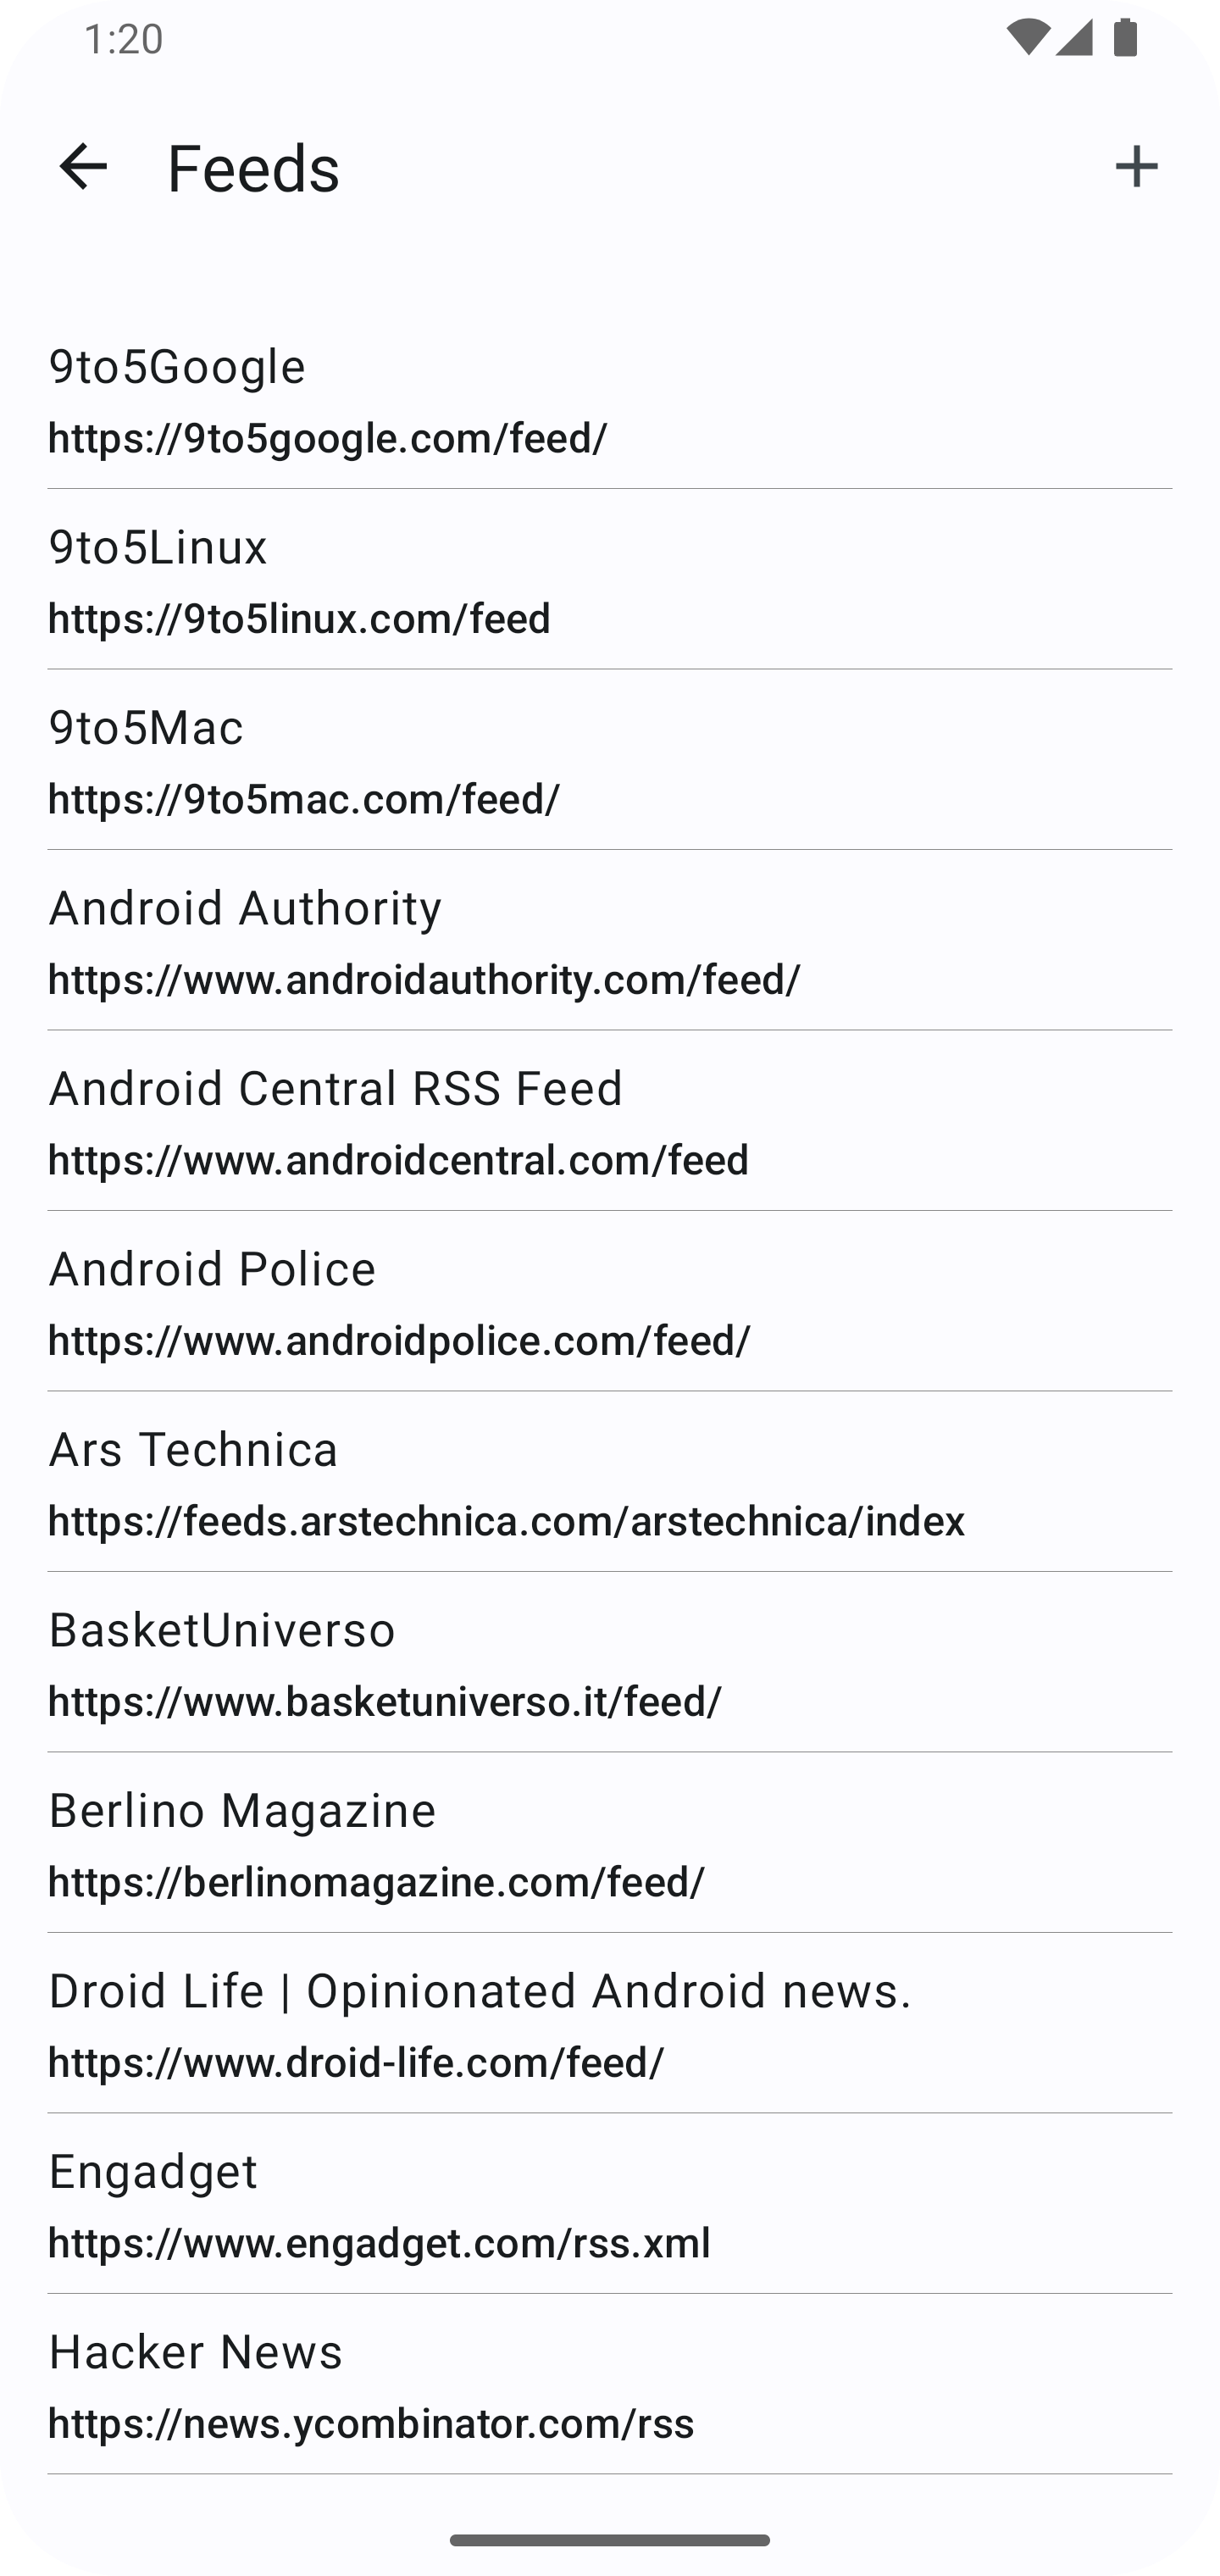 1:20
Feeds
9to5Google
https://9to5google.com/feed/
9to5Linux
https://9to5linux.com/feed
9to5Mac
https://9to5mac.com/feed/
Android Authority
https://www.androidauthority.com/feed/
Android Central RSS Feed
https://www.androidcentral.com/feed
Android Police
https://www.androidpolice.com/feed/
Ars Technica
https://feeds.arstechnica.com/arstechnica/index
BasketUniverso
https://www.basketuniverso.it/feed/
Berlino Magazine
https://berlinomagazine.com/feed/
Droid Life | Opinionated Android news.
https://www.droid-life.com/feed/
Engadget
https://www.engadget.com/rss.xml
Hacker News
https://news.ycombinator.com/rss